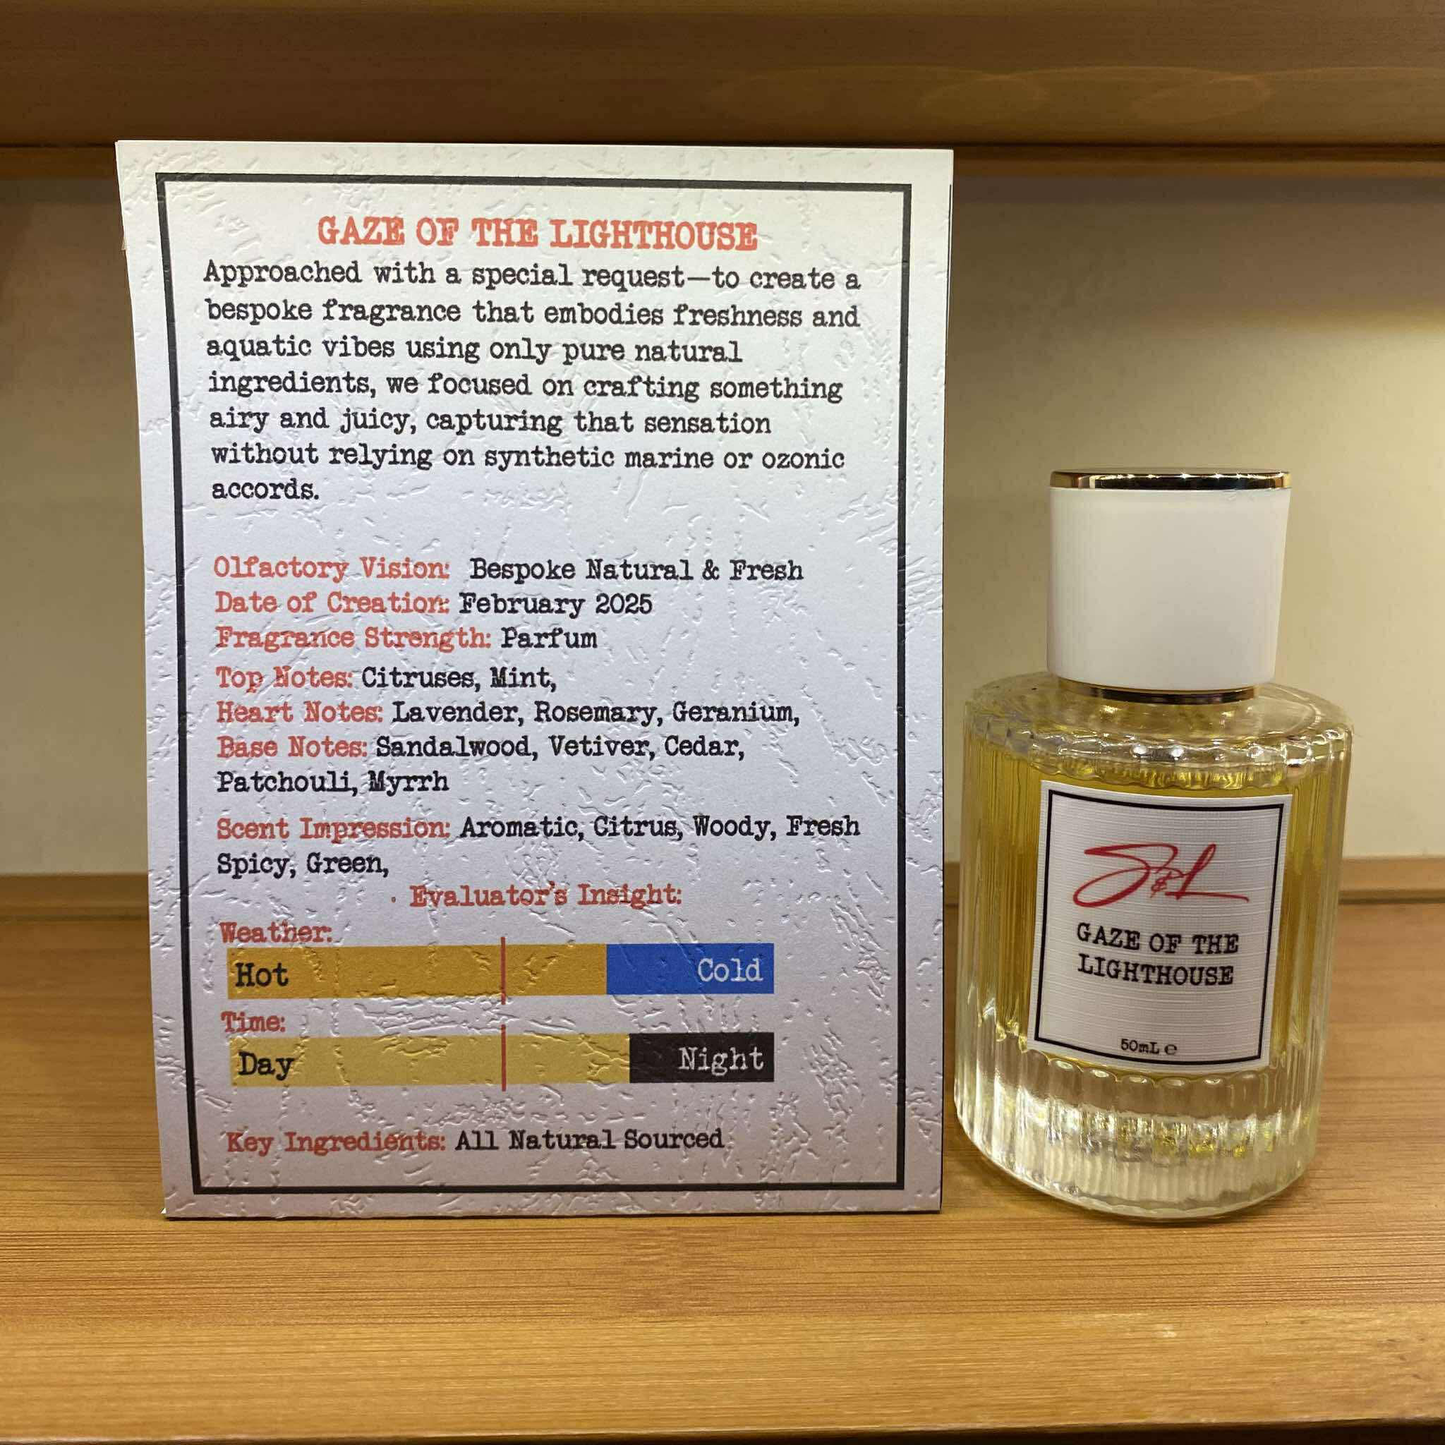 GAZE OF THE LIGHTHOUSE
Approached with a special request—to create a
bespoke fragrance that embodies freshness and
aquatic vibes using only pure natural
ingredients, we focused on crafting something
airy and juicy, capturing that sensation
without relying on synthetic marine or ozonic
accords.
Olfactory Vision: Bespoke Natural & Fresh
Date of Creation: February 2025
Fragrance Strength: Parfum
Top Notes: Citruses, Mint,
Heart Notes: Lavender, Rosemary, Geranium,
Base Notes: Sandalwood, Vetiver, Cedar,
Patchouli, Myrrh
Scent Impression: Aromatic, Citrus, Woody, Fresh
Spicy, Green,
Evaluator's Insight:
Weather:
Hot Cold
Time:
Day Night
Key Ingredients: All Natural Sourced
S&L
GAZE OF THE
LIGHTHOUSE
50mL ℮